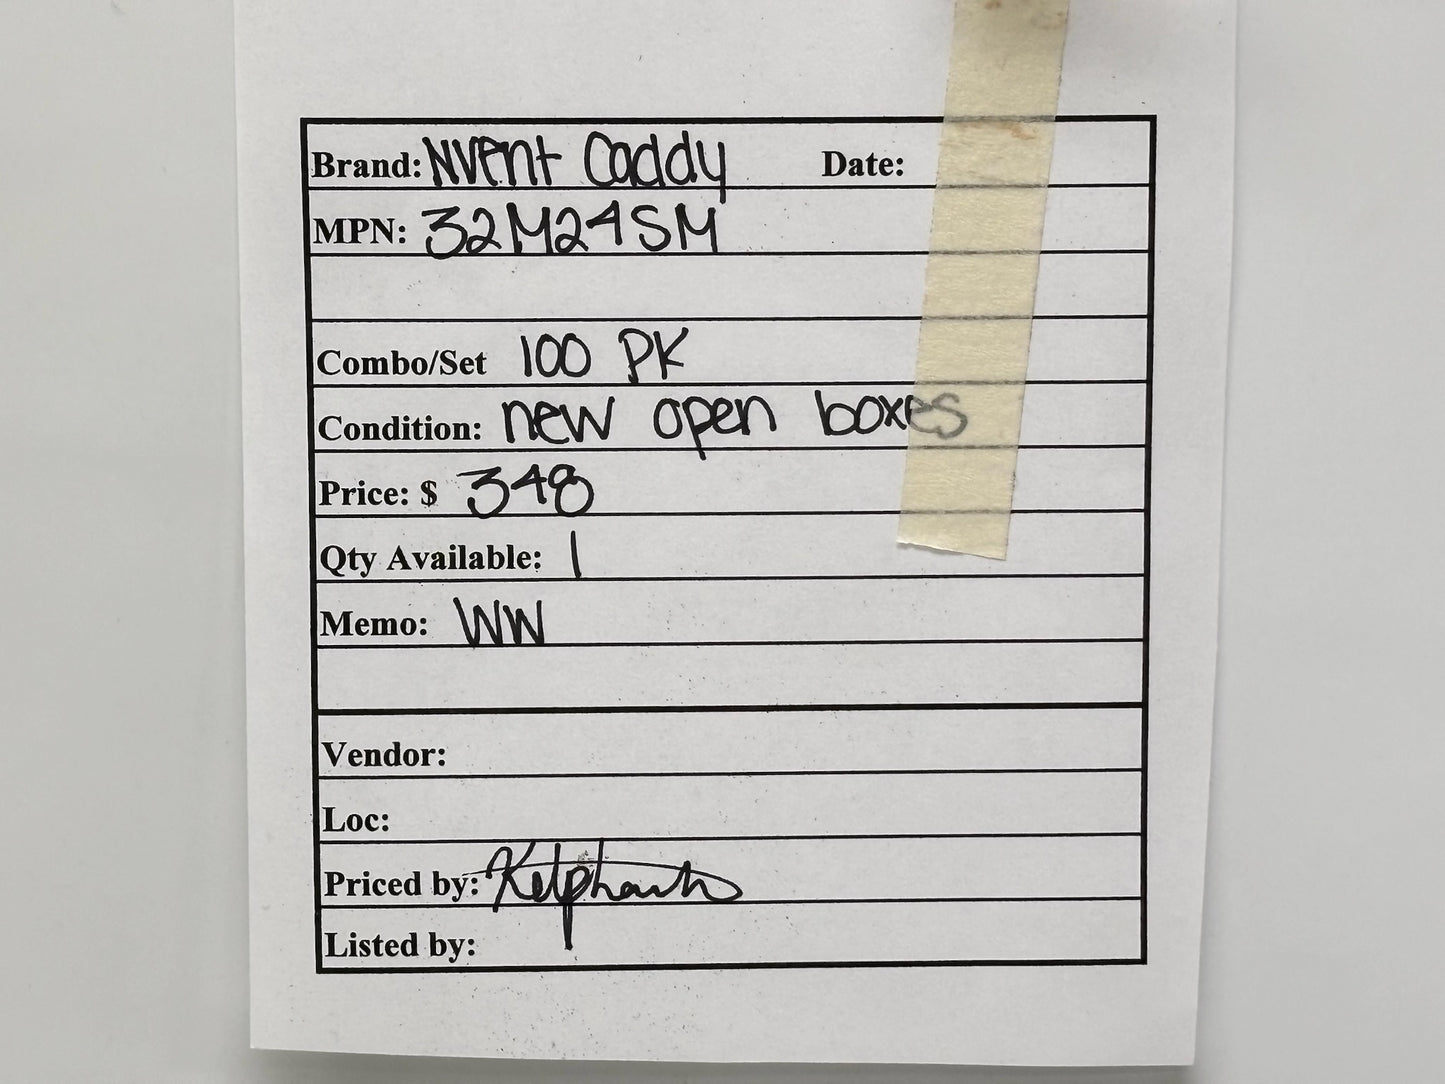 Brand: Nvent Caddy Date:
MPN: 32M24SM
Combo/Set 100 PK
Condition: new open boxes
Price: $ 348
Qty Available: 1
Memo: WW
Vendor:
Loc:
Priced by:
Listed by: